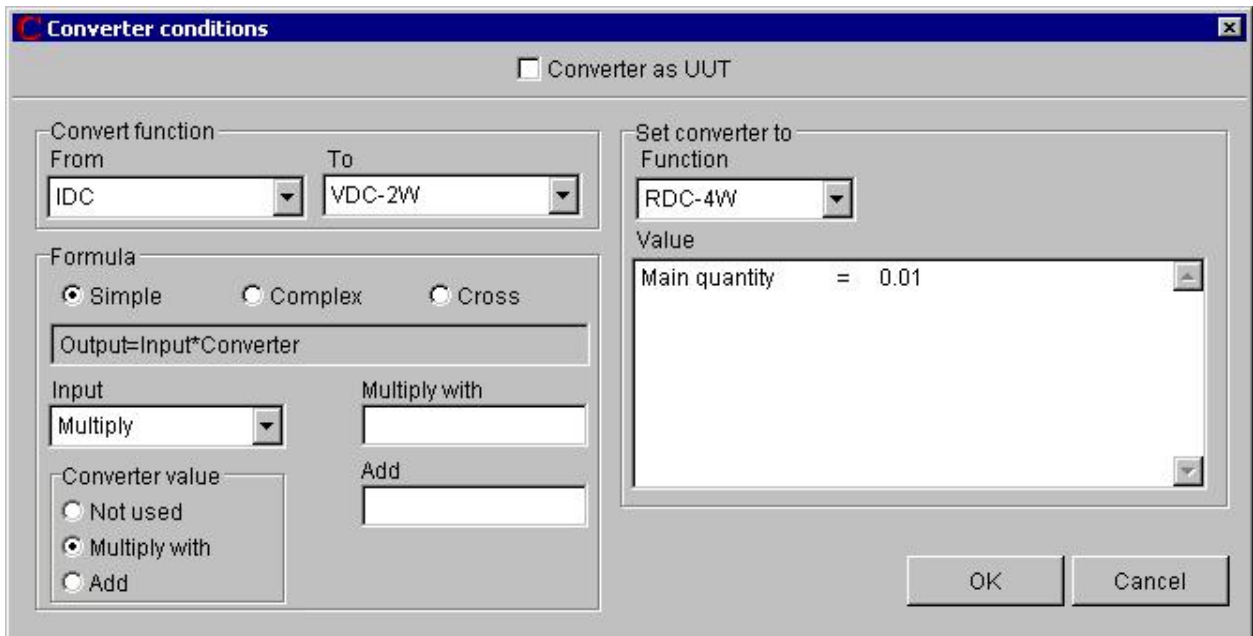 Converter conditions
Converter as UUT
Convert function
From To
IDC VDC-2W
Formula
Simple Complex Cross
Output=Input*Converter
Input Multiply with
Multiply
Converter value Add
Not used
Multiply with
Add
Set converter to
Function
RDC-4W
Value
Main quantity = 0.01
OK Cancel